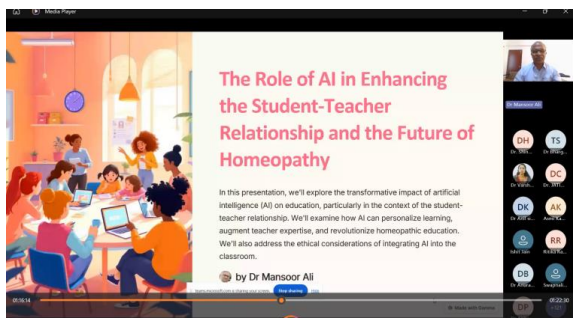 Media Player
The Role of AI in Enhancing
the Student-Teacher
Relationship and the Future of
Homeopathy
In this presentation, we'll explore the transformative impact of artificial
intelligence (AI) on education, particularly in the context of the student-
teacher relationship. We'll examine how AI can personalize learning,
augment teacher expertise, and revolutionize homeopathic education.
We'll also address the ethical considerations of integrating AI into the
classroom.
by Dr Mansoor Ali
Stop sharing
Hide
Dr Mansoor Ali
DH
TS
DC
DK
AK
RR
DB
DP
01:16:14
01:22:30